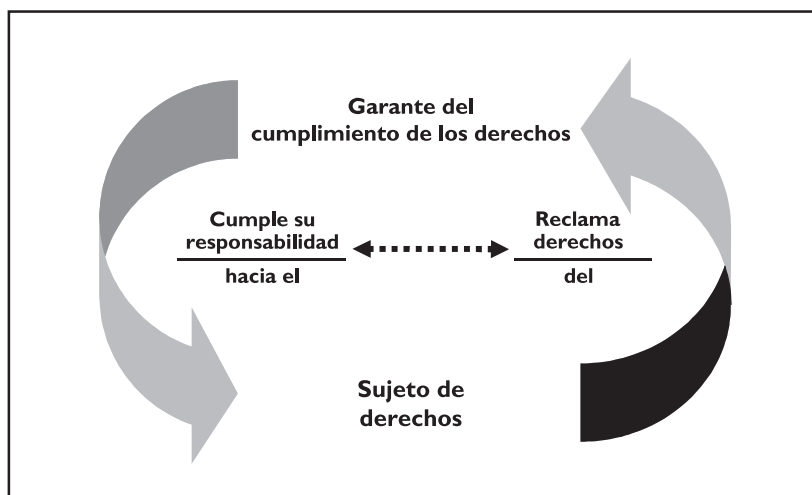 Garante del
cumplimiento de los derechos
Cumple su
responsabilidad
hacia el
Reclama
derechos
del
Sujeto de
derechos